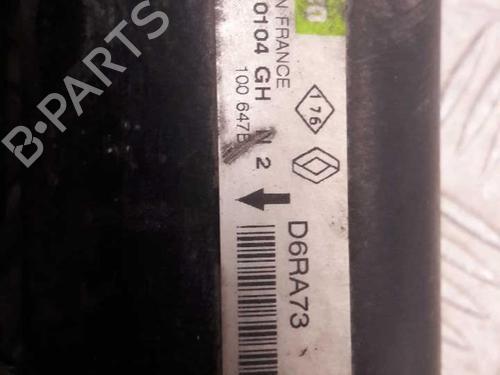 N FRANCE
0104 GH
N 2
100 647B
176
D6RA73
B-PARTS